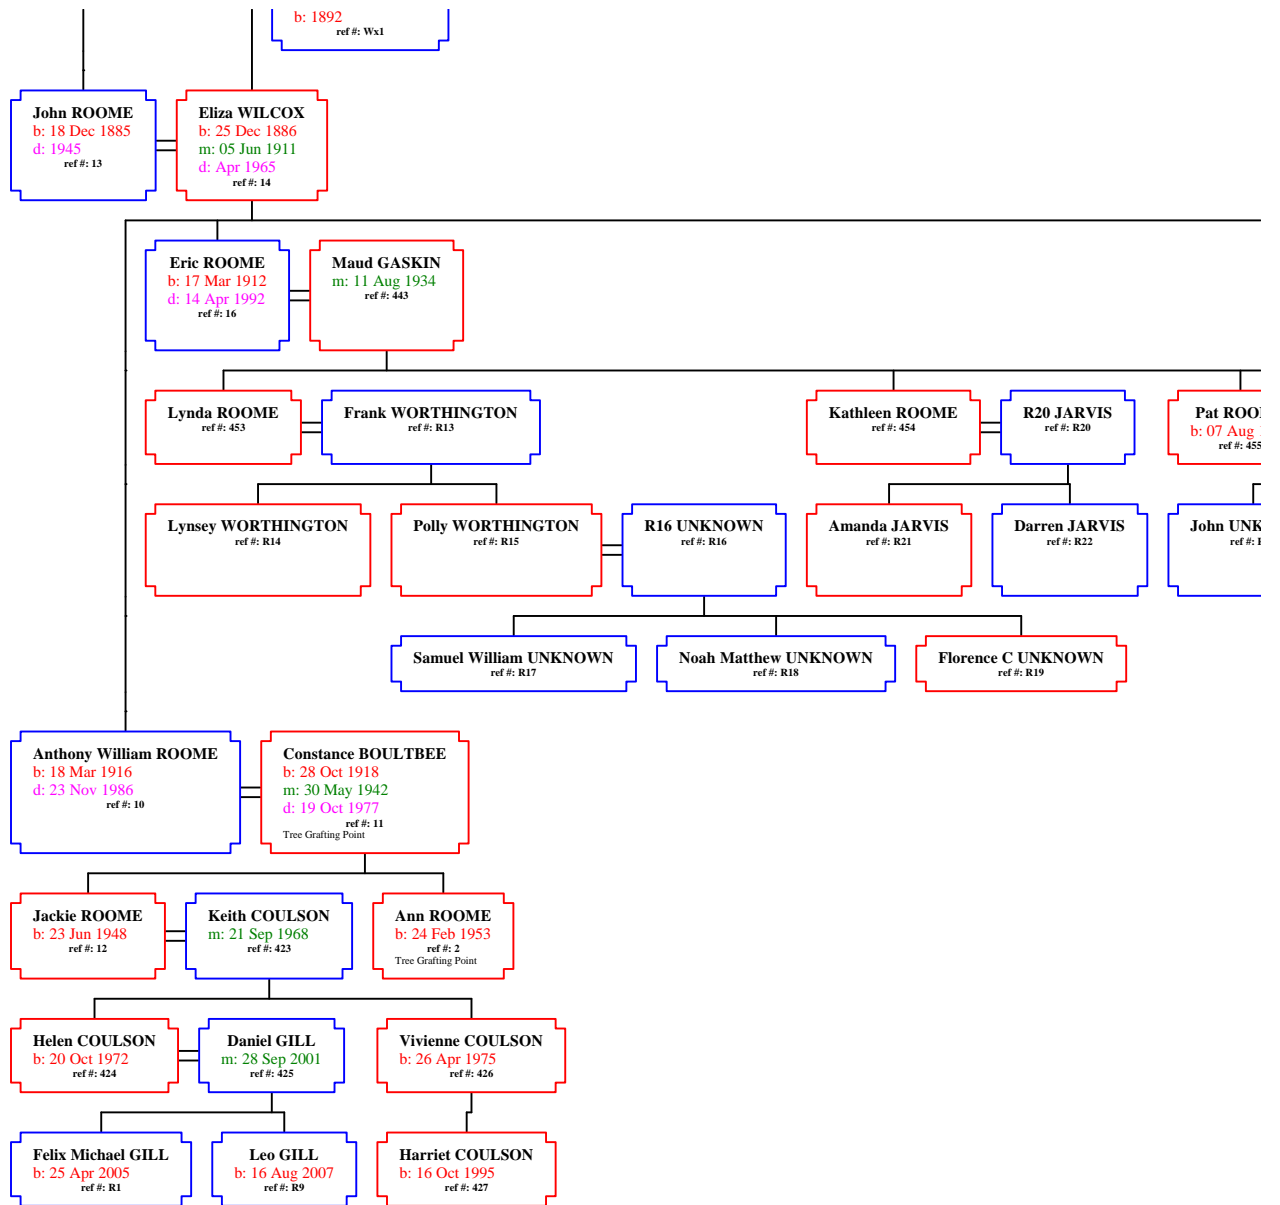 b: 1892
ref #: Wx1
John ROOME
b: 18 Dec 1885
d: 1945
ref #: 13
Eliza WILCOX
b: 25 Dec 1886
m: 05 Jun 1911
d: Apr 1965
ref #: 14
Eric ROOME
b: 17 Mar 1912
d: 14 Apr 1992
ref #: 16
Maud GASKIN
m: 11 Aug 1934
ref #: 443
Lynda ROOME
ref #: 453
Frank WORTHINGTON
ref #: R13
Kathleen ROOME
ref #: 454
R20 JARVIS
ref #: R20
Pat ROO
b: 07 Aug
ref #: 455
Lynsey WORTHINGTON
ref #: R14
Polly WORTHINGTON
ref #: R15
R16 UNKNOWN
ref #: R16
Amanda JARVIS
ref #: R21
Darren JARVIS
ref #: R22
John UNK
ref #:
Samuel William UNKNOWN
ref #: R17
Noah Matthew UNKNOWN
ref #: R18
Florence C UNKNOWN
ref #: R19
Anthony William ROOME
b: 18 Mar 1916
d: 23 Nov 1986
ref #: 10
Constance BOULTBEE
b: 28 Oct 1918
m: 30 May 1942
d: 19 Oct 1977
ref #: 11
Tree Grafting Point
Jackie ROOME
b: 23 Jun 1948
ref #: 12
Keith COULSON
m: 21 Sep 1968
ref #: 423
Ann ROOME
b: 24 Feb 1953
ref #: 2
Tree Grafting Point
Helen COULSON
b: 20 Oct 1972
ref #: 424
Daniel GILL
m: 28 Sep 2001
ref #: 425
Vivienne COULSON
b: 26 Apr 1975
ref #: 426
Felix Michael GILL
b: 25 Apr 2005
ref #: R1
Leo GILL
b: 16 Aug 2007
ref #: R9
Harriet COULSON
b: 16 Oct 1995
ref #: 427